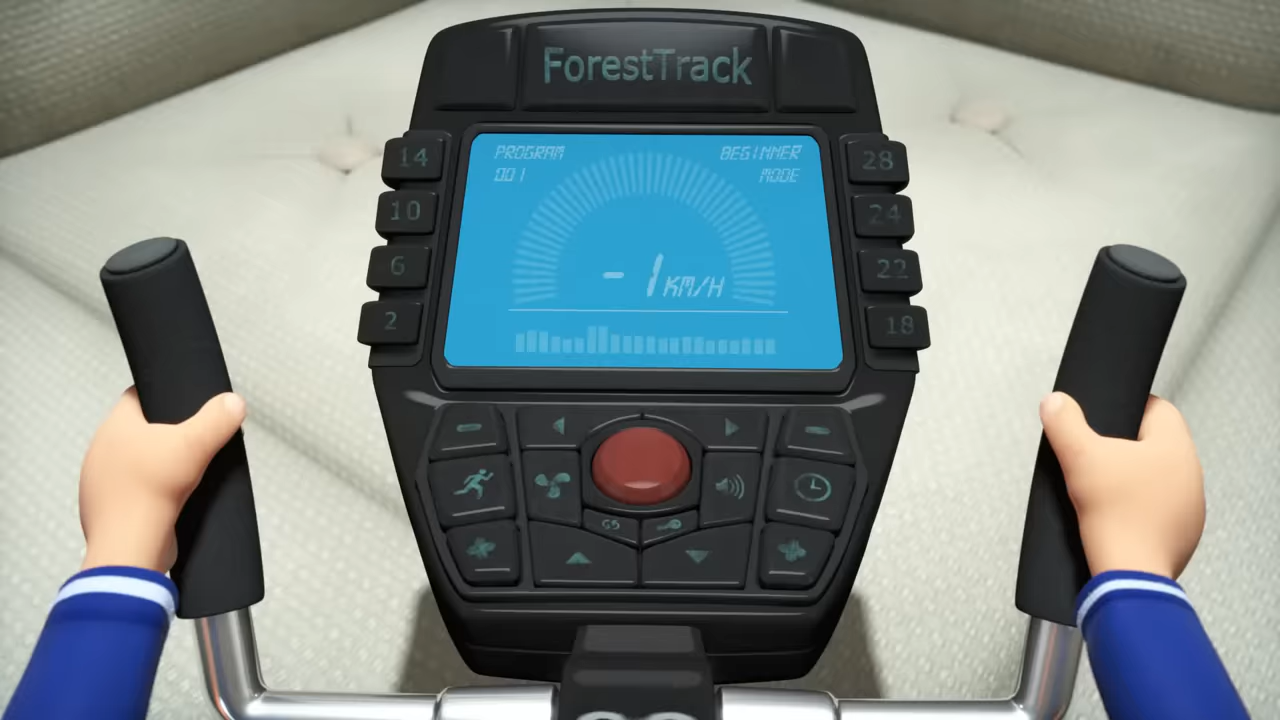 ForestTrack
PROGRAM
001
BEGINNER
MODE
- 1 KM/H
14
10
6
2
28
24
22
18